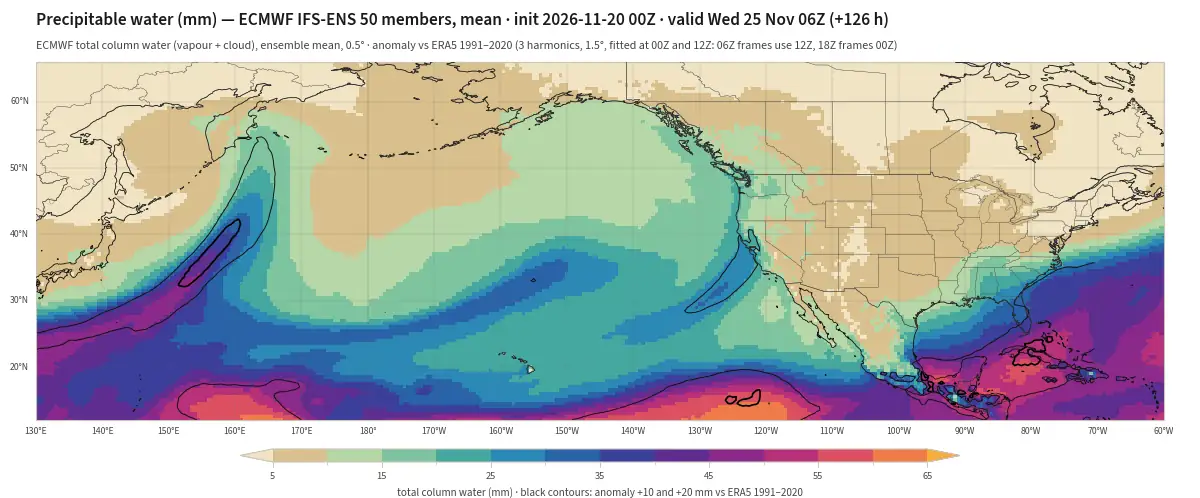 Precipitable water (mm) — ECMWF IFS-ENS 50 members, mean · init 2026-11-20 00Z · valid Wed 25 Nov 06Z (+126 h)
ECMWF total column water (vapour + cloud), ensemble mean, 0.5° · anomaly vs ERA5 1991–2020 (3 harmonics, 1.5°, fitted at 00Z and 12Z: 06Z frames use 12Z, 18Z frames 00Z)
60°N
50°N
40°N
30°N
20°N
130°E 140°E 150°E 160°E 170°E 180° 170°W 160°W 150°W 140°W 130°W 120°W 110°W 100°W 90°W 80°W 70°W 60°W
5 15 25 35 45 55 65
total column water (mm) · black contours: anomaly +10 and +20 mm vs ERA5 1991–2020